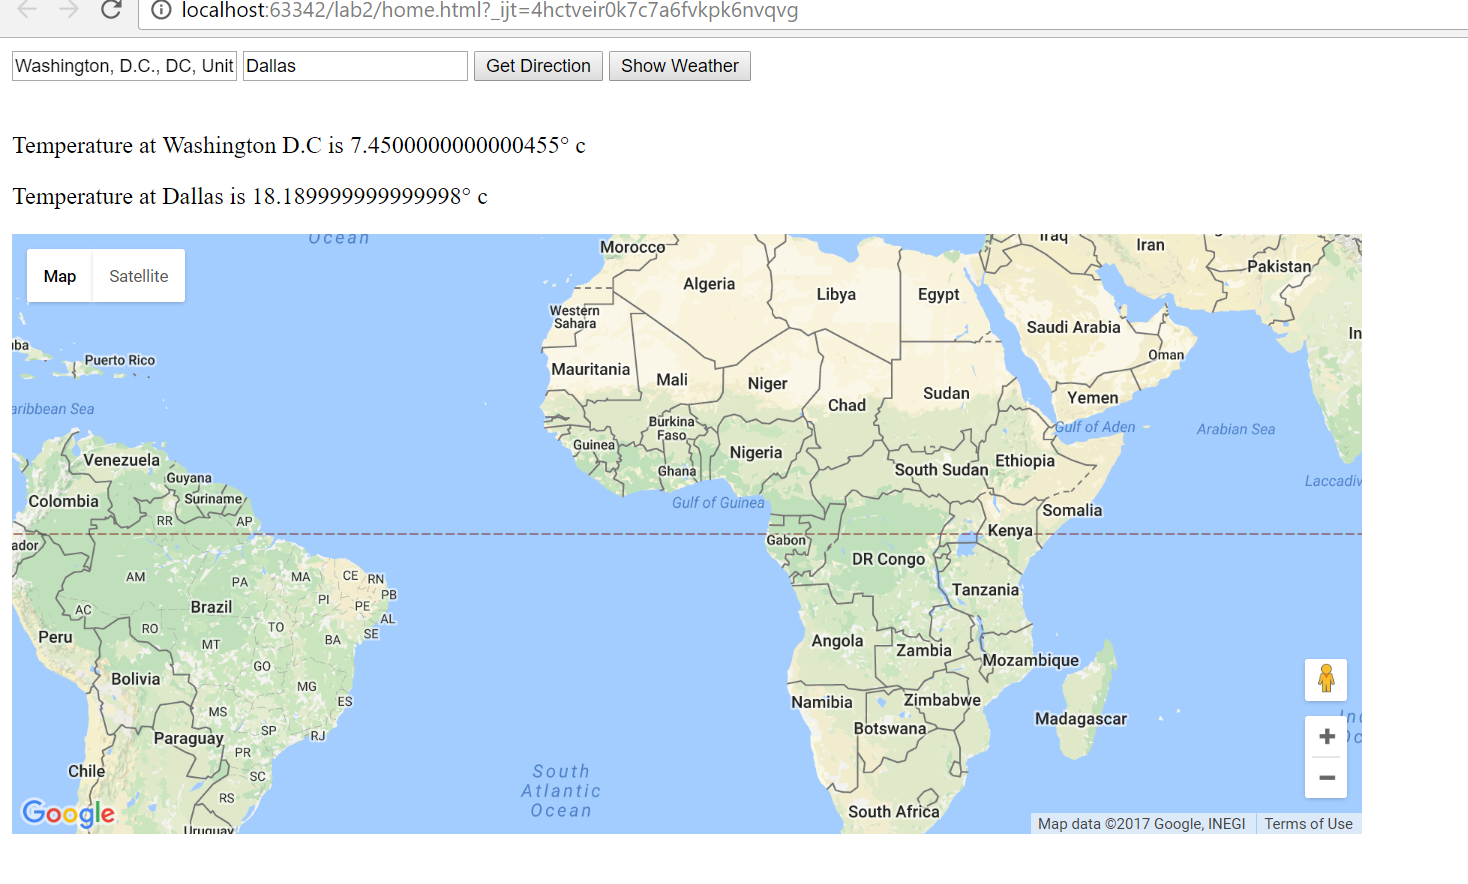 localhost:63342/lab2/home.html?_ijt=4hctveir0k7c7a6fvkpk6nvqvg
Washington, D.C., DC, Unit Dallas Get Direction Show Weather
Temperature at Washington D.C is 7.4500000000000455° c
Temperature at Dallas is 18.189999999999998° c
Map Satellite
Ocean
Morocco
Iraq
Iran
Pakistan
Algeria
Libya
Egypt
Western
Sahara
Saudi Arabia
In
Oman
ba
Puerto Rico
Mauritania
Mali
Niger
Chad
Sudan
Yemen
aribbean Sea
Burkina
Faso
Gulf of Aden
Arabian Sea
Guinea
Nigeria
Venezuela
Ghana
South Sudan
Ethiopia
Guyana
Laccadiv
Colombia
Suriname
Gulf of Guinea
Somalia
RR
AP
Kenya
ador
Gabon
DR Congo
AM
PA
MA
CE
RN
Tanzania
PB
PI
PE
AC
Brazil
AL
RO
TO
SE
Peru
MT
BA
Angola
Zambia
GO
Mozambique
Bolivia
MG
ES
Namibia
Zimbabwe
MS
Madagascar
SP
RJ
Botswana
Paraguay
PR
Chile
SC
South
Atlantic
Ocean
RS
South Africa
Uruguay
Google
Map data ©2017 Google, INEGI Terms of Use